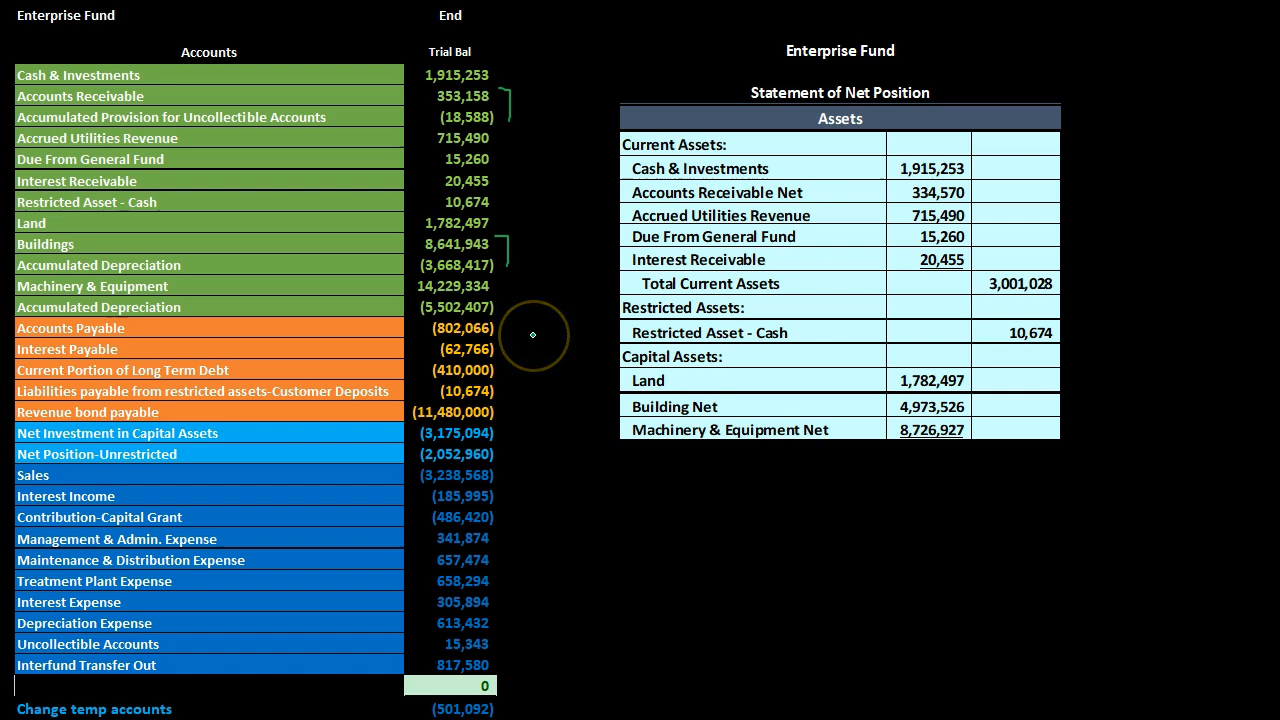 Enterprise Fund End
Accounts Trial Bal
Cash & Investments 1,915,253
Accounts Receivable 353,158
Accumulated Provision for Uncollectible Accounts (18,588)
Accrued Utilities Revenue 715,490
Due From General Fund 15,260
Interest Receivable 20,455
Restricted Asset - Cash 10,674
Land 1,782,497
Buildings 8,641,943
Accumulated Depreciation (3,668,417)
Machinery & Equipment 14,229,334
Accumulated Depreciation (5,502,407)
Accounts Payable (802,066)
Interest Payable (62,766)
Current Portion of Long Term Debt (410,000)
Liabilities payable from restricted assets-Customer Deposits (10,674)
Revenue bond payable (11,480,000)
Net Investment in Capital Assets (3,175,094)
Net Position-Unrestricted (2,052,960)
Sales (3,238,568)
Interest Income (185,995)
Contribution-Capital Grant (486,420)
Management & Admin. Expense 341,874
Maintenance & Distribution Expense 657,474
Treatment Plant Expense 658,294
Interest Expense 305,894
Depreciation Expense 613,432
Uncollectible Accounts 15,343
Interfund Transfer Out 817,580
0
Change temp accounts (501,092)
Enterprise Fund
Statement of Net Position
Assets
Current Assets:
Cash & Investments 1,915,253
Accounts Receivable Net 334,570
Accrued Utilities Revenue 715,490
Due From General Fund 15,260
Interest Receivable 20,455
Total Current Assets 3,001,028
Restricted Assets:
Restricted Asset - Cash 10,674
Capital Assets:
Land 1,782,497
Building Net 4,973,526
Machinery & Equipment Net 8,726,927